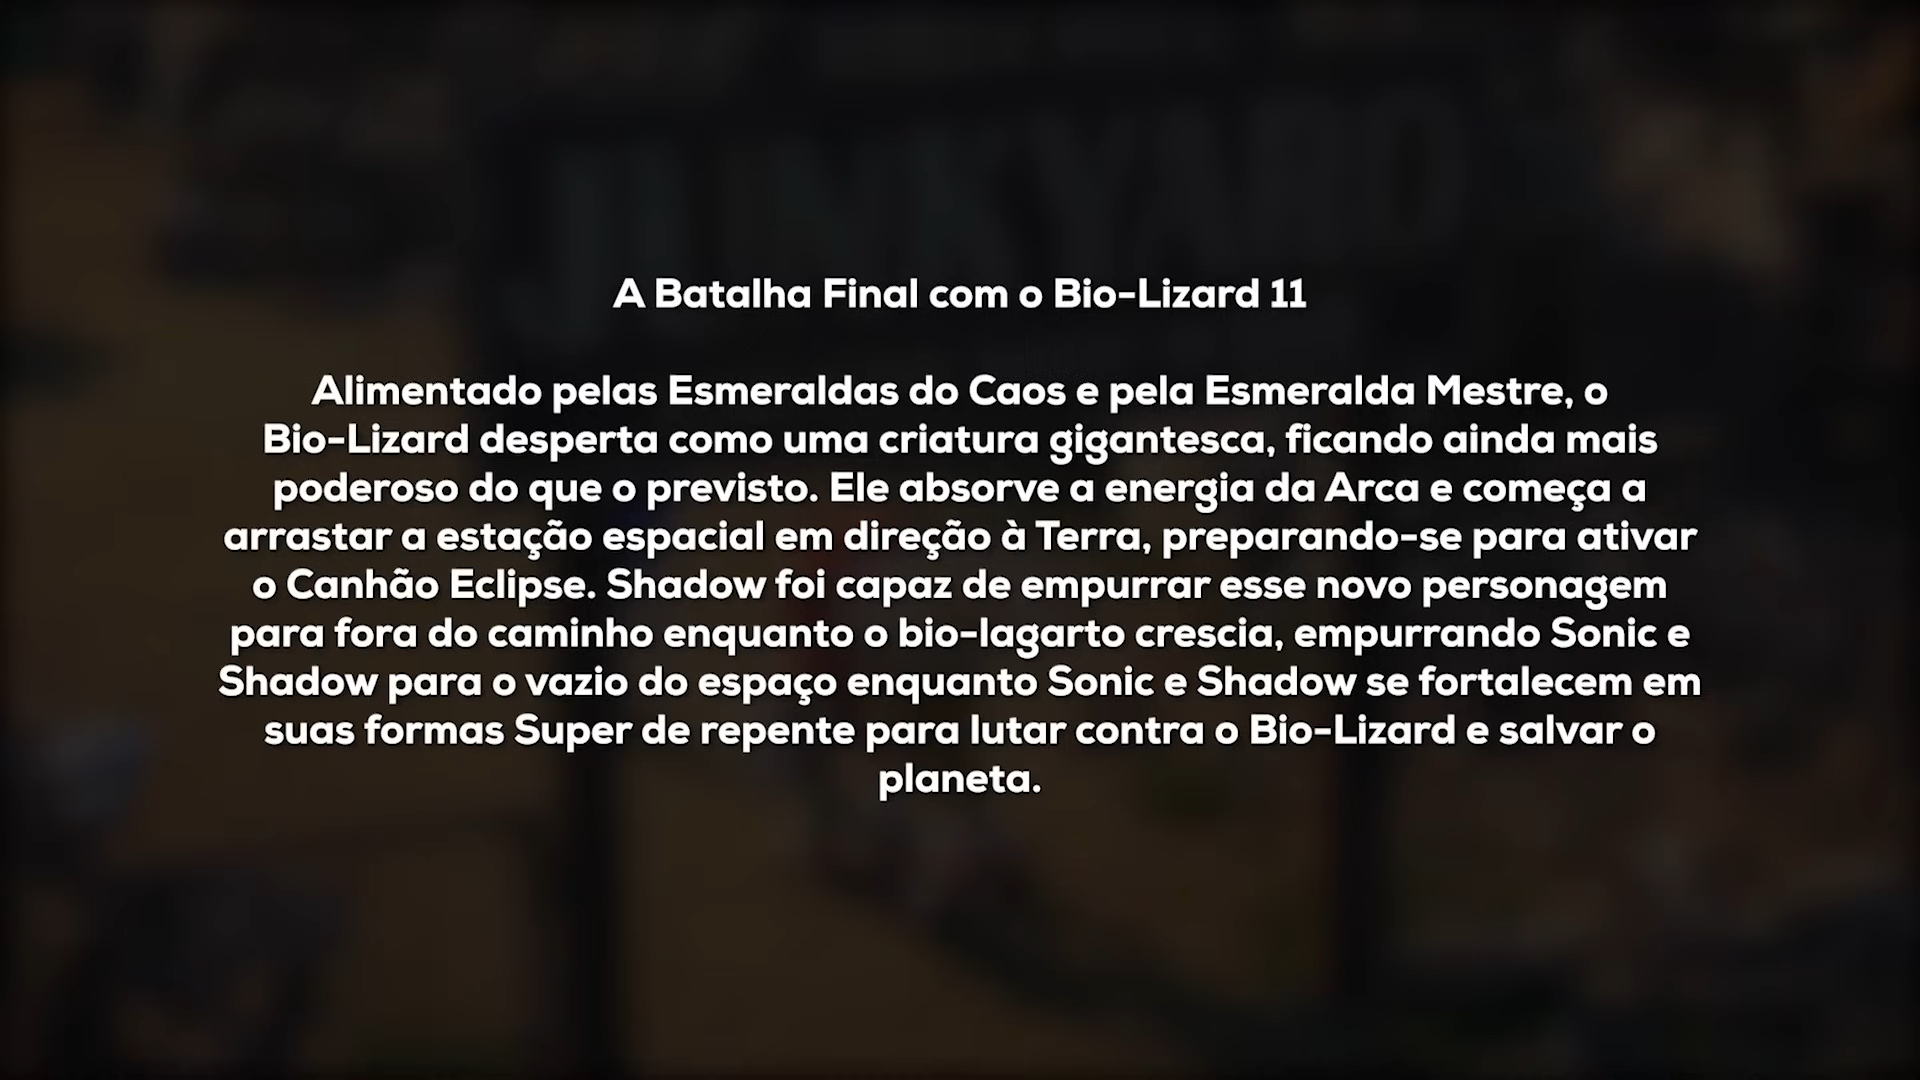 JUNKYARD
A Batalha Final com o Bio-Lizard 11
Alimentado pelas Esmeraldas do Caos e pela Esmeralda Mestre, o
Bio-Lizard desperta como uma criatura gigantesca, ficando ainda mais
poderoso do que o previsto. Ele absorve a energia da Arca e começa a
arrastar a estação espacial em direção à Terra, preparando-se para ativar
o Canhão Eclipse. Shadow foi capaz de empurrar esse novo personagem
para fora do caminho enquanto o bio-lagarto crescia, empurrando Sonic e
Shadow para o vazio do espaço enquanto Sonic e Shadow se fortalecem em
suas formas Super de repente para lutar contra o Bio-Lizard e salvar o
planeta.